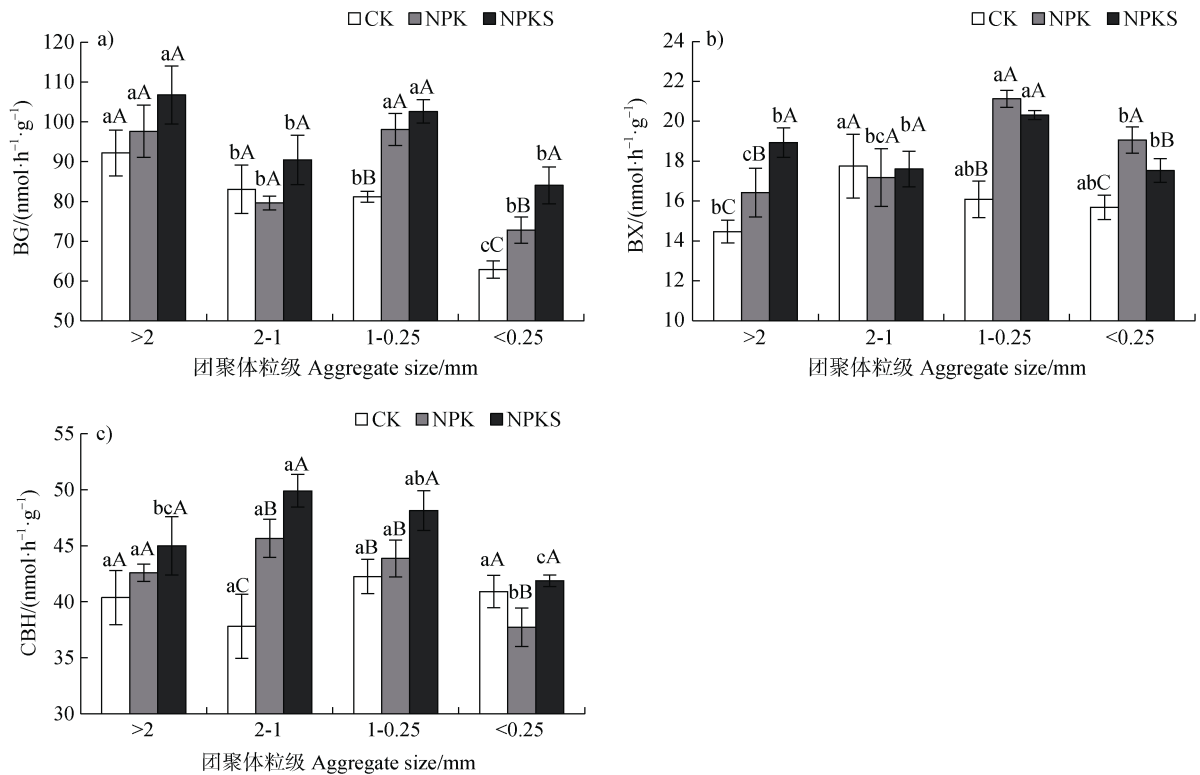 CK NPK NPKS
a)
BG/(nmol·h⁻¹·g⁻¹)
120
110
100
90
80
70
60
50
aA aA aA
bA bA bA
bB aA aA
cC bB bA
>2 2-1 1-0.25 <0.25
团聚体粒级 Aggregate size/mm
CK NPK NPKS
b)
BX/(nmol·h⁻¹·g⁻¹)
24
22
20
18
16
14
12
10
bC cB bA
aA bcA bA
abB aA aA
abC bA bB
>2 2-1 1-0.25 <0.25
团聚体粒级 Aggregate size/mm
CK NPK NPKS
c)
CBH/(nmol·h⁻¹·g⁻¹)
55
50
45
40
35
30
aA aA bcA
aC aB aA
aB aB abA
aA bB cA
>2 2-1 1-0.25 <0.25
团聚体粒级 Aggregate size/mm